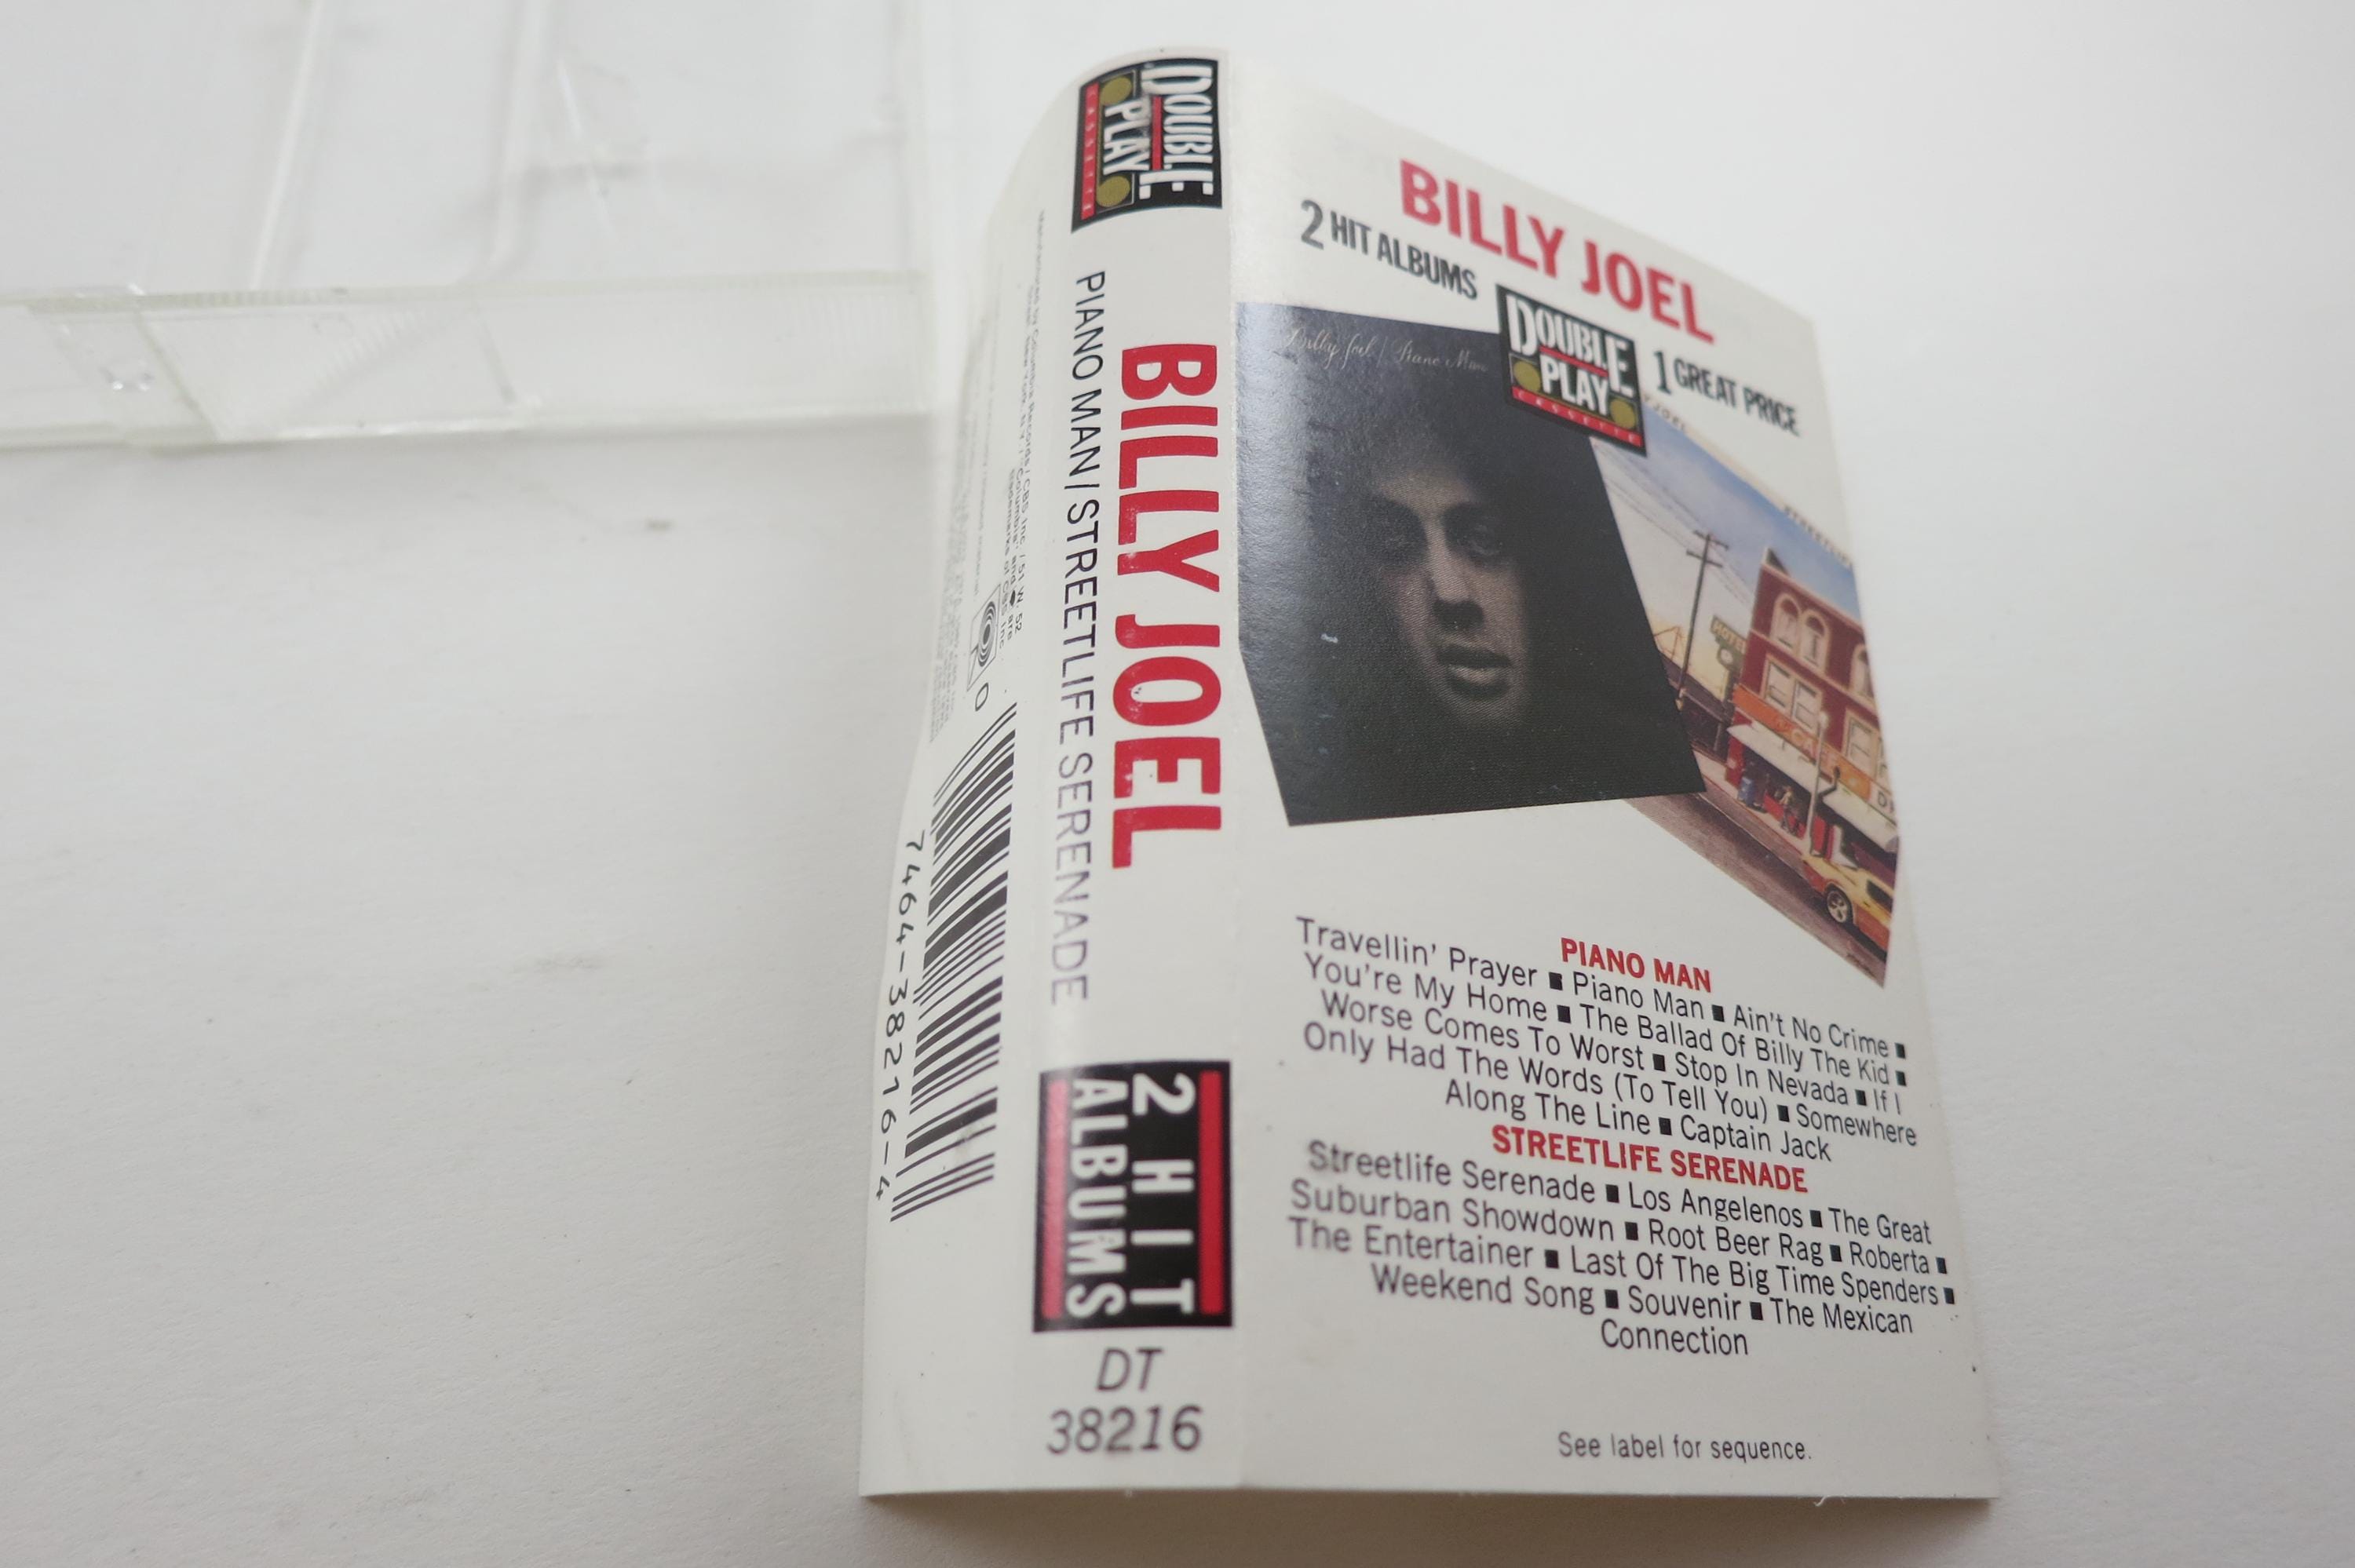 BILLY JOEL
2 HIT ALBUMS
DOUBLE
PLAY
CASSETTE
1 GREAT PRICE
Billy Joel / Piano Man
HOTEL
PIANO MAN
Travellin' Prayer ■ Piano Man ■ Ain't No Crime ■
You're My Home ■ The Ballad Of Billy The Kid ■
Worse Comes To Worst ■ Stop In Nevada ■ If I
Only Had The Words (To Tell You) ■ Somewhere
Along The Line ■ Captain Jack
STREETLIFE SERENADE
Streetlife Serenade ■ Los Angelenos ■ The Great
Suburban Showdown ■ Root Beer Rag ■ Roberta ■
The Entertainer ■ Last Of The Big Time Spenders ■
Weekend Song ■ Souvenir ■ The Mexican
Connection
See label for sequence.
DOUBLE
PLAY
CASSETTE
BILLY JOEL
PIANO MAN / STREETLIFE SERENADE
2 HIT
ALBUMS
DT
38216
0
7464-38216-4